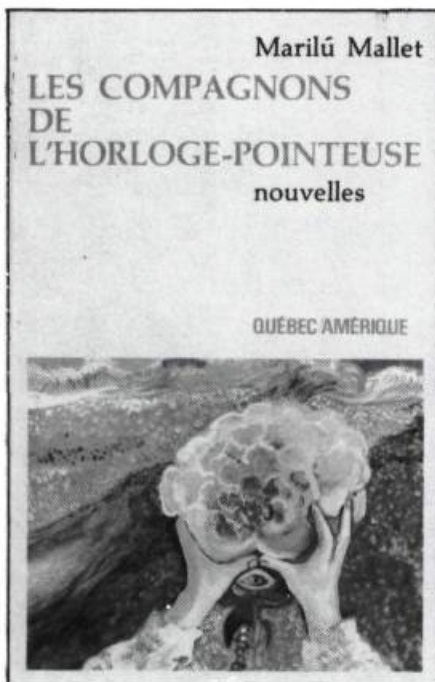 Marilú Mallet
LES COMPAGNONS
DE
L'HORLOGE-POINTEUSE
nouvelles
QUÉBEC/AMÉRIQUE